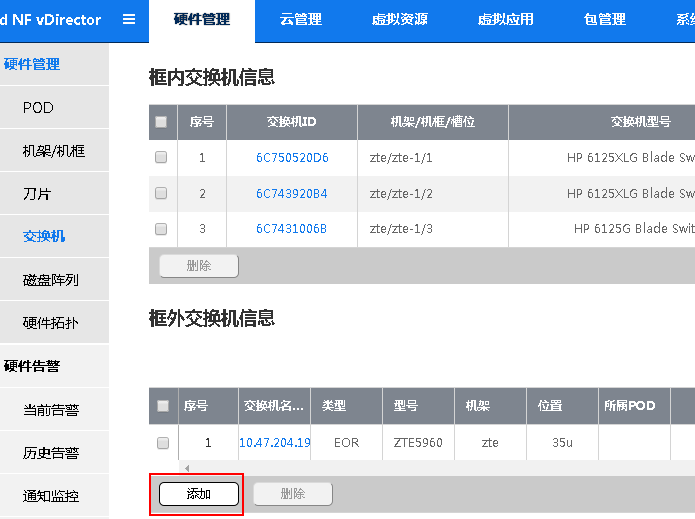 d NF vDirector 硬件管理 云管理 虚拟资源 虚拟应用 包管理 系统
硬件管理
POD
机架/机框
刀片
交换机
磁盘阵列
硬件拓扑
硬件告警
当前告警
历史告警
通知监控
框内交换机信息
序号 交换机ID 机架/机框/槽位 交换机型号
1 6C750520D6 zte/zte-1/1 HP 6125XLG Blade Sw
2 6C743920B4 zte/zte-1/2 HP 6125XLG Blade Sw
3 6C7431006B zte/zte-1/3 HP 6125G Blade Swit
删除
框外交换机信息
序号 交换机名... 类型 型号 机架 位置 所属POD
1 10.47.204.19 EOR ZTE5960 zte 35u
添加 删除